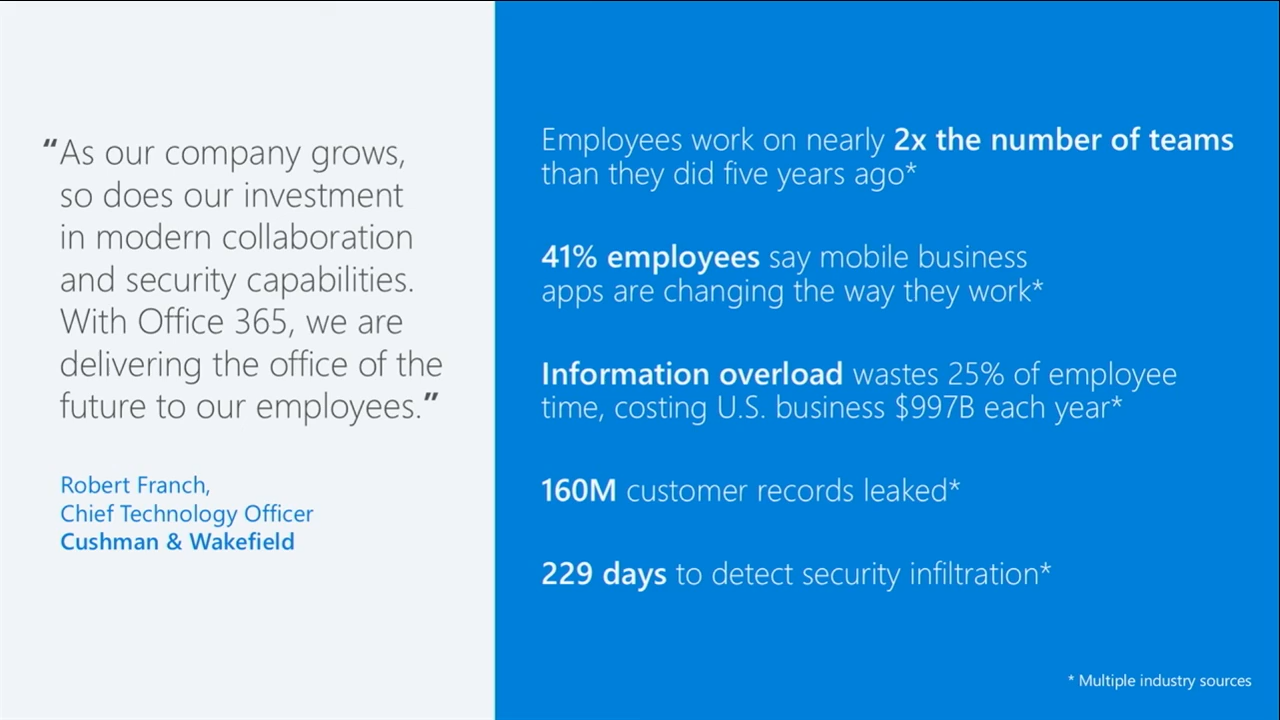 “As our company grows,
so does our investment
in modern collaboration
and security capabilities.
With Office 365, we are
delivering the office of the
future to our employees.”
Robert Franch,
Chief Technology Officer
Cushman & Wakefield
Employees work on nearly 2x the number of teams
than they did five years ago*
41% employees say mobile business
apps are changing the way they work*
Information overload wastes 25% of employee
time, costing U.S. business $997B each year*
160M customer records leaked*
229 days to detect security infiltration*
* Multiple industry sources